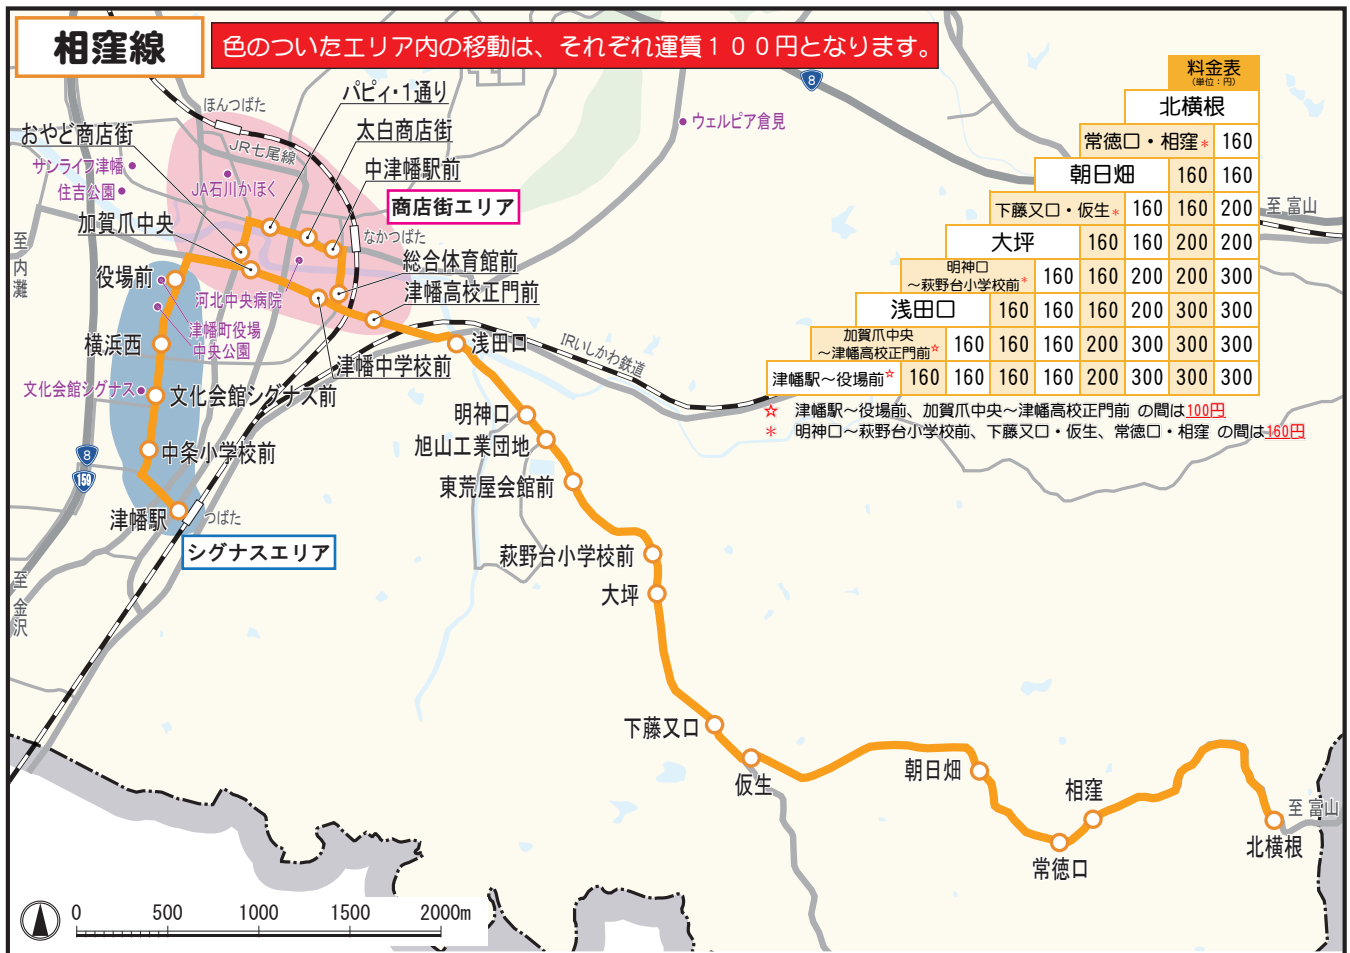 相窪線
色のついたエリア内の移動は、それぞれ運賃１００円となります。
料金表
(単位：円)
北横根
常徳口・相窪* 160
朝日畑 160 160
下藤又口・仮生* 160 160 200
大坪 160 160 200 200
明神口
～萩野台小学校前* 160 160 200 200 300
浅田口 160 160 160 200 300 300
加賀爪中央
～津幡高校正門前☆ 160 160 160 200 300 300 300
津幡駅～役場前☆ 160 160 160 160 200 300 300 300
☆ 津幡駅～役場前、加賀爪中央～津幡高校正門前 の間は100円
* 明神口～萩野台小学校前、下藤又口・仮生、常徳口・相窪 の間は160円
8
ほんつばた
パピィ・1通り
おやど商店街
太白商店街
ウェルピア倉見
JR七尾線
サンライフ津幡
中津幡駅前
住吉公園
JA石川かほく
商店街エリア
至 富山
加賀爪中央
なかつばた
至内灘
総合体育館前
役場前
津幡高校正門前
河北中央病院
津幡町役場
中央公園
横浜西
浅田口
IRいしかわ鉄道
津幡中学校前
文化会館シグナス
文化会館シグナス前
明神口
旭山工業団地
8
中条小学校前
159
東荒屋会館前
津幡駅
つばた
シグナスエリア
萩野台小学校前
至金沢
大坪
下藤又口
仮生
朝日畑
相窪
至 富山
北横根
常徳口
0 500 1000 1500 2000m